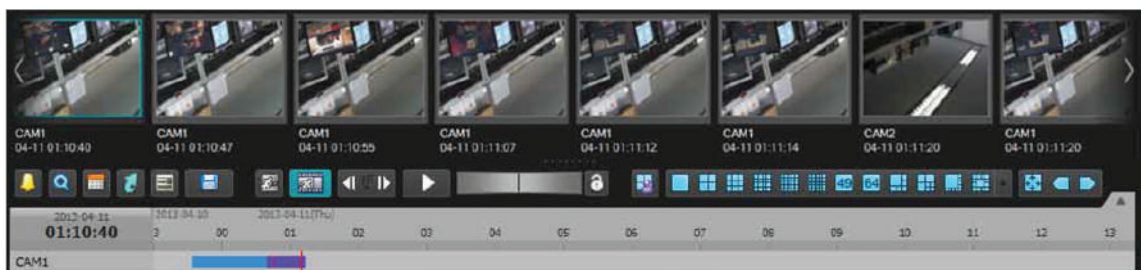 CAM1 CAM1 CAM1 CAM1 CAM1 CAM1 CAM2 CAM1
04-11 01:10:40 04-11 01:10:47 04-11 01:10:55 04-11 01:11:07 04-11 01:11:12 04-11 01:11:14 04-11 01:11:20 04-11 01:11:20
49 64
2013-04-11 2013-04-10 2013-04-11(Thu)
01:10:40 3 00 01 02 03 04 05 06 07 08 09 10 11 12 13
CAM1